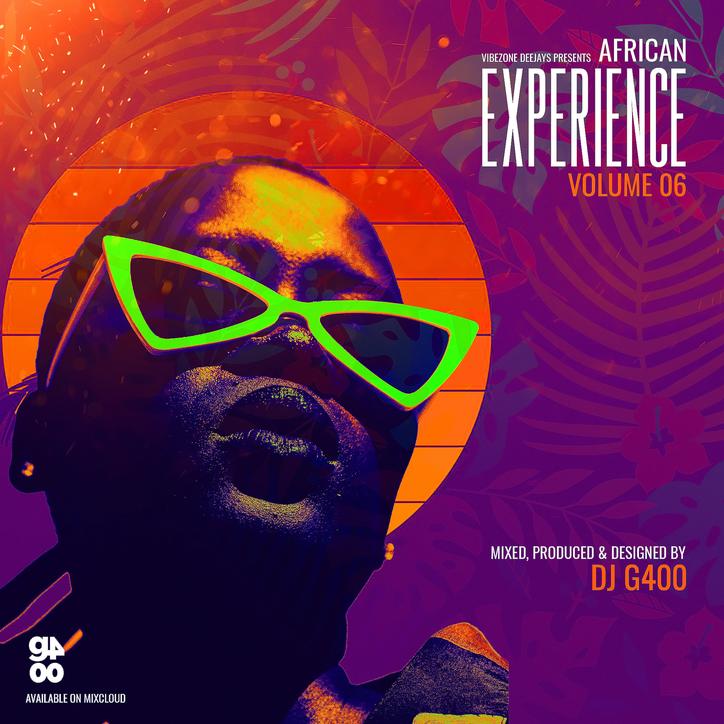 VIBEZONE DEEJAYS PRESENTS AFRICAN
EXPERIENCE
VOLUME 06
MIXED, PRODUCED & DESIGNED BY
DJ G400
g4
00
AVAILABLE ON MIXCLOUD